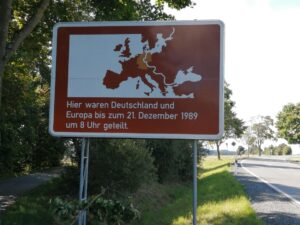 Hier waren Deutschland und
Europa bis zum 21. Dezember 1989
um 8 Uhr geteilt.